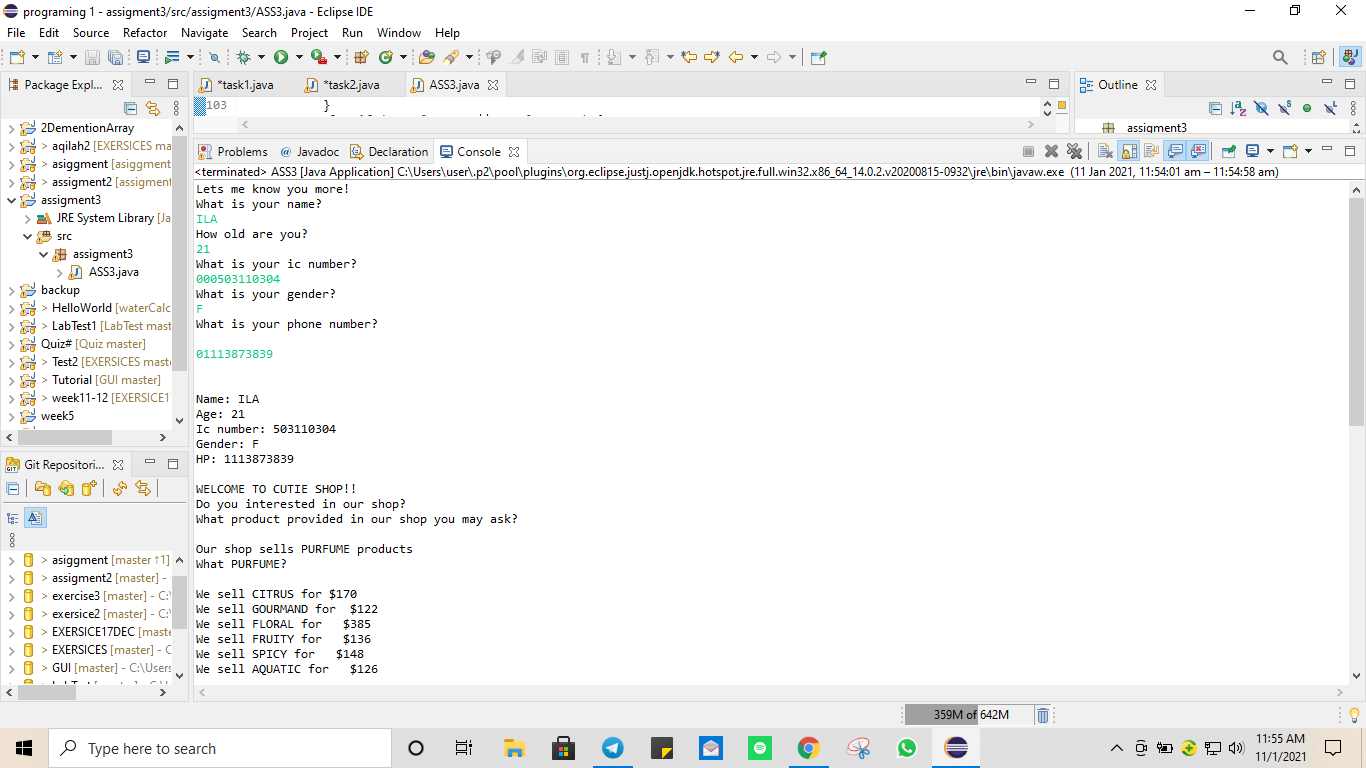 programing 1 - assigment3/src/assigment3/ASS3.java - Eclipse IDE
File Edit Source Refactor Navigate Search Project Run Window Help
Package Expl...
*task1.java
*task2.java
ASS3.java
Outline
103 }
assigment3
2DementionArray
> aqilah2 [EXERSICES ma
> asiggment [asiggment
> assigment2 [assigment
assigment3
JRE System Library [Ja
src
assigment3
ASS3.java
backup
> HelloWorld [waterCalc
> LabTest1 [LabTest mast
Quiz# [Quiz master]
> Test2 [EXERSICES mast
> Tutorial [GUI master]
> week11-12 [EXERSICE1
week5
Git Repositori...
GIT
> asiggment [master ↑1]
> assigment2 [master] -
> exercise3 [master] - C:\
> exersice2 [master] - C:\
> EXERSICE17DEC [maste
> EXERSICES [master] - C
> GUI [master] - C:\Users
Problems @ Javadoc Declaration Console
<terminated> ASS3 [Java Application] C:\Users\user\.p2\pool\plugins\org.eclipse.justj.openjdk.hotspot.jre.full.win32.x86_64_14.0.2.v20200815-0932\jre\bin\javaw.exe (11 Jan 2021, 11:54:01 am – 11:54:58 am)
Lets me know you more!
What is your name?
ILA
How old are you?
21
What is your ic number?
000503110304
What is your gender?
F
What is your phone number?
01113873839
Name: ILA
Age: 21
Ic number: 503110304
Gender: F
HP: 1113873839
WELCOME TO CUTIE SHOP!!
Do you interested in our shop?
What product provided in our shop you may ask?
Our shop sells PURFUME products
What PURFUME?
We sell CITRUS for $170
We sell GOURMAND for $122
We sell FLORAL for $385
We sell FRUITY for $136
We sell SPICY for $148
We sell AQUATIC for $126
359M of 642M
Type here to search
11:55 AM
11/1/2021